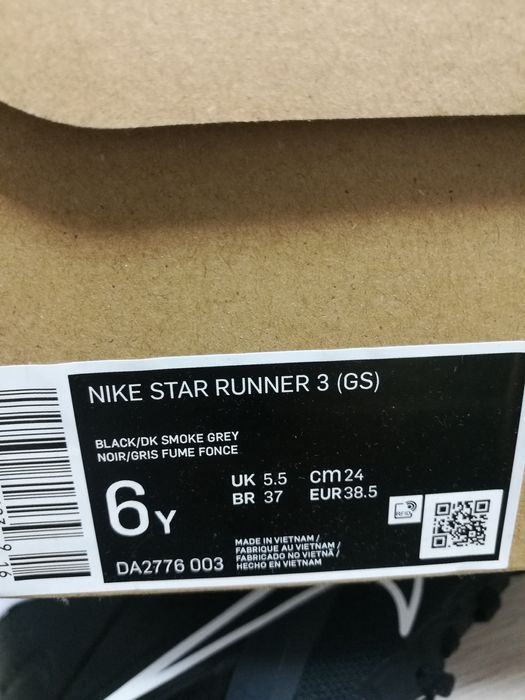 NIKE STAR RUNNER 3 (GS)
BLACK/DK SMOKE GREY
NOIR/GRIS FUME FONCE
6Y
UK 5.5 cm 24
BR 37 EUR 38.5
RFID
DA2776 003
MADE IN VIETNAM /
FABRIQUE AU VIETNAM /
FABRICADO NO VIETNÃ /
HECHO EN VIETNAM